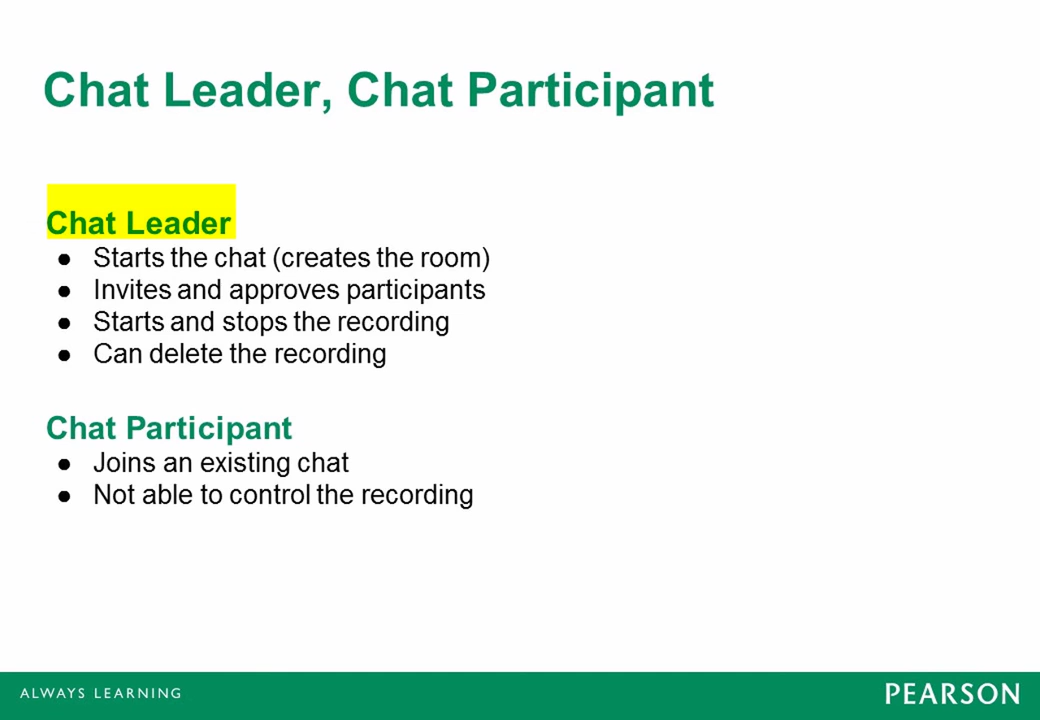 Chat Leader, Chat Participant
Chat Leader
● Starts the chat (creates the room)
● Invites and approves participants
● Starts and stops the recording
● Can delete the recording
Chat Participant
● Joins an existing chat
● Not able to control the recording
ALWAYS LEARNING
PEARSON